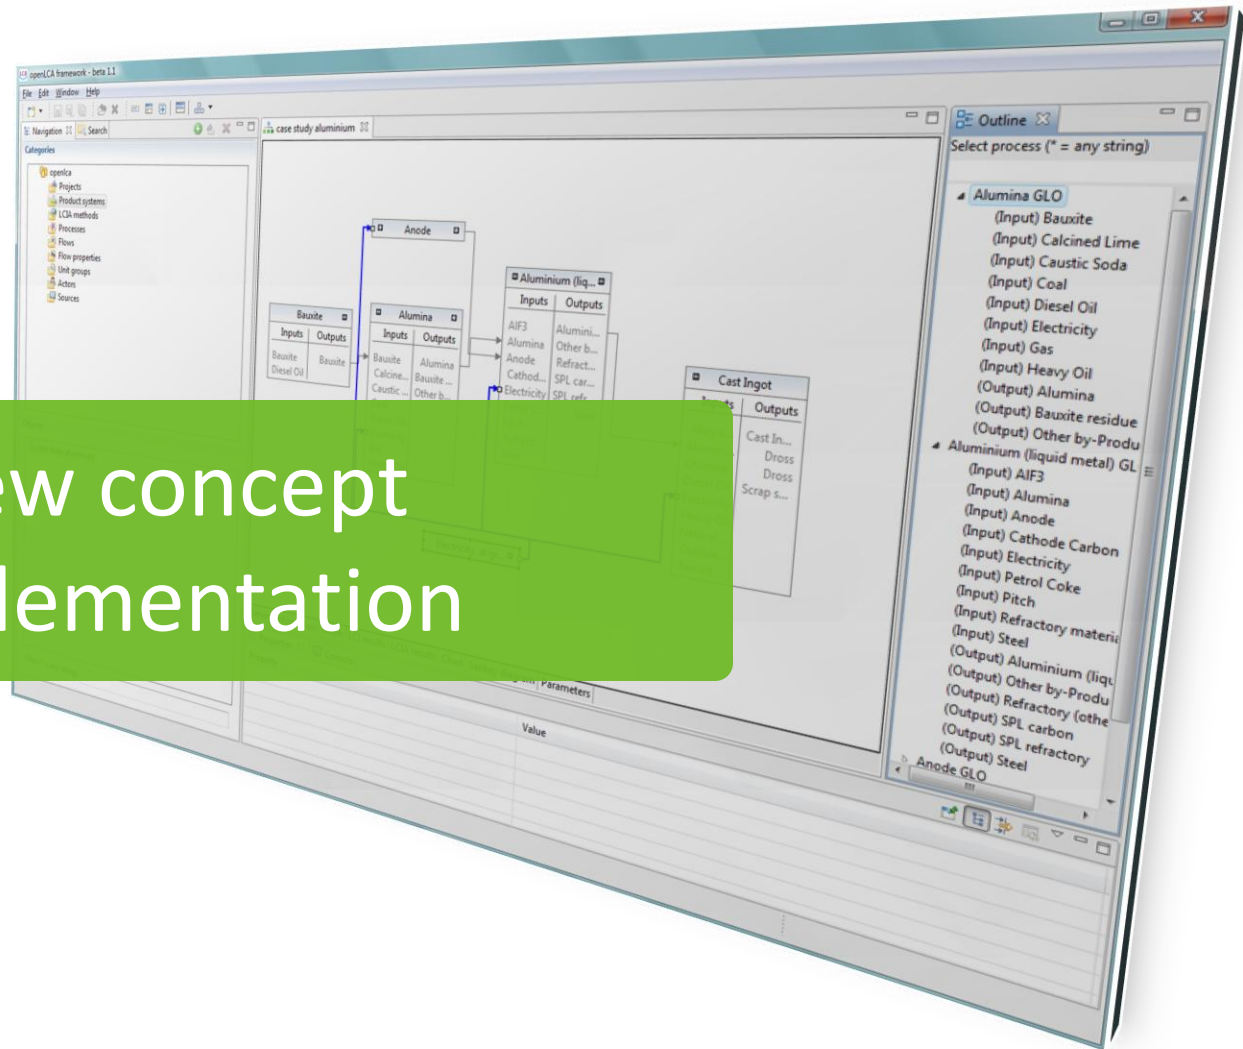 openLCA framework - beta 1.1
File Edit Window Help
Navigation Search
Categories
openlca
Projects
Product systems
LCIA methods
Processes
Flows
Flow properties
Unit groups
Actors
Sources
case study aluminium
Anode
Bauxite
Inputs Outputs
Bauxite Bauxite
Diesel Oil
Alumina
Inputs Outputs
Bauxite Alumina
Calcine... Bauxite ...
Caustic ... Other b...
Aluminium (liq...
Inputs Outputs
AlF3 Alumini...
Alumina Other b...
Anode Refract...
Cathod... SPL car...
Electricity SPL refr...
Cast Ingot
Outputs
Cast In...
Dross
Dross
Scrap s...
ew concept
lementation
Parameters
Value
Outline
Select process (* = any string)
Alumina GLO
(Input) Bauxite
(Input) Calcined Lime
(Input) Caustic Soda
(Input) Coal
(Input) Diesel Oil
(Input) Electricity
(Input) Gas
(Input) Heavy Oil
(Output) Alumina
(Output) Bauxite residue
(Output) Other by-Produ
Aluminium (liquid metal) GL
(Input) AlF3
(Input) Alumina
(Input) Anode
(Input) Cathode Carbon
(Input) Electricity
(Input) Petrol Coke
(Input) Pitch
(Input) Refractory materia
(Input) Steel
(Output) Aluminium (liqu
(Output) Other by-Produ
(Output) Refractory (othe
(Output) SPL carbon
(Output) SPL refractory
(Output) Steel
Anode GLO